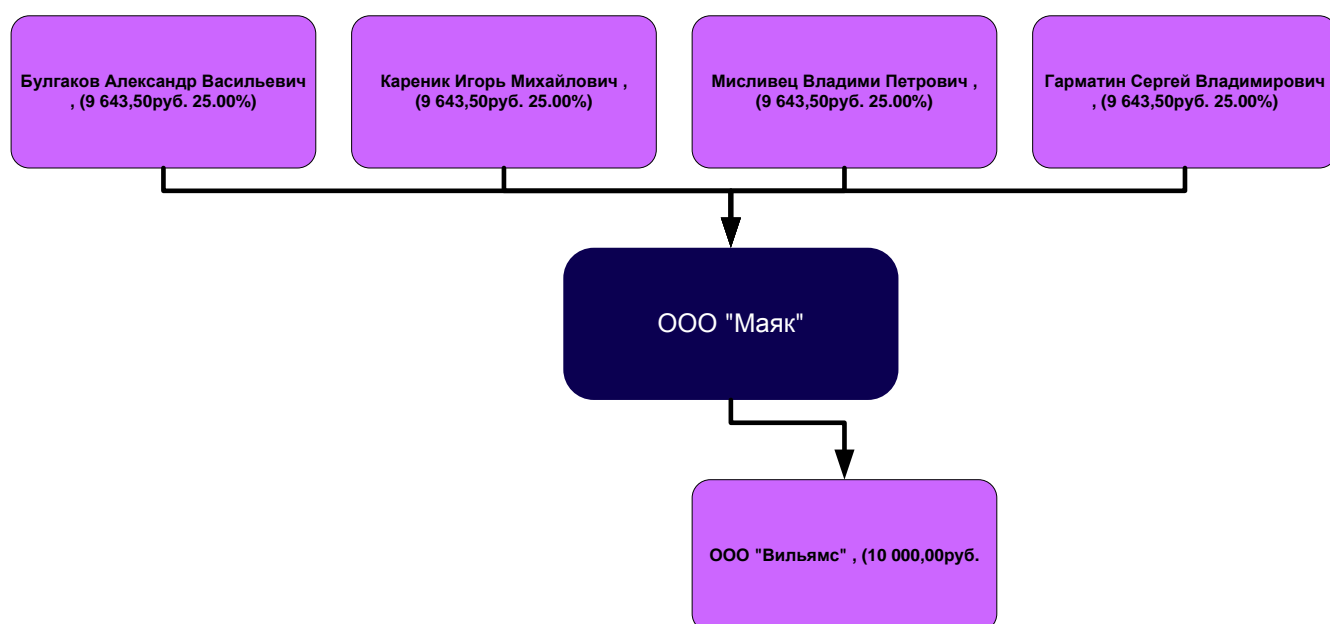 Булгаков Александр Васильевич
, (9 643,50руб. 25.00%)
Кареник Игорь Михайлович ,
(9 643,50руб. 25.00%)
Мисливец Владими Петрович ,
(9 643,50руб. 25.00%)
Гарматин Сергей Владимирович
, (9 643,50руб. 25.00%)
ООО "Маяк"
ООО "Вильямс" , (10 000,00руб.